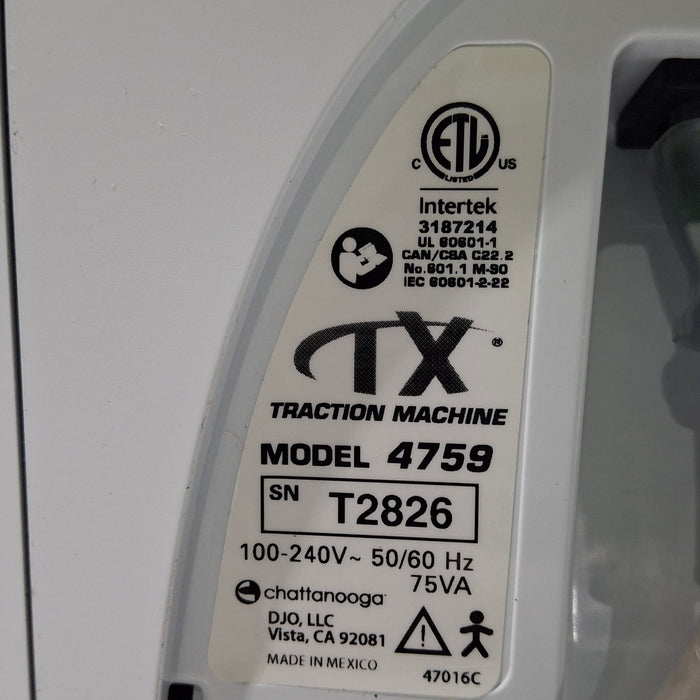 C ETL US
LISTED
Intertek
3187214
UL 60601-1
CAN/CSA C22.2
No.601.1 M-90
IEC 60601-2-22
TX ®
TRACTION MACHINE
MODEL 4759
SN T2826
100-240V~ 50/60 Hz
75VA
chattanooga
DJO, LLC
Vista, CA 92081
MADE IN MEXICO
47016C